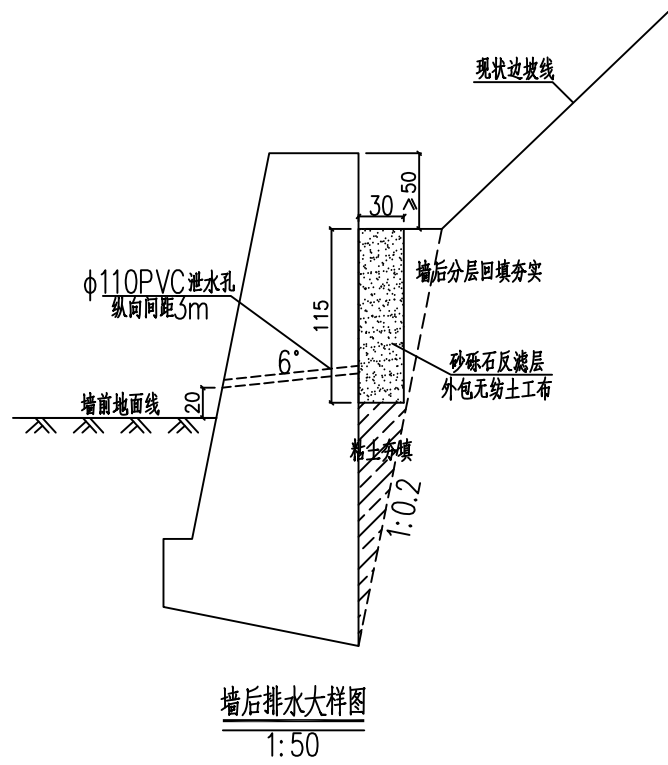 现状边坡线
≥50
30
墙后分层回填夯实
ϕ110PVC泄水孔
纵向间距3m
115
6°
砂砾石反滤层
外包无纺土工布
墙前地面线
20
粘土夯填
1:0.2
墙后排水大样图
1:50